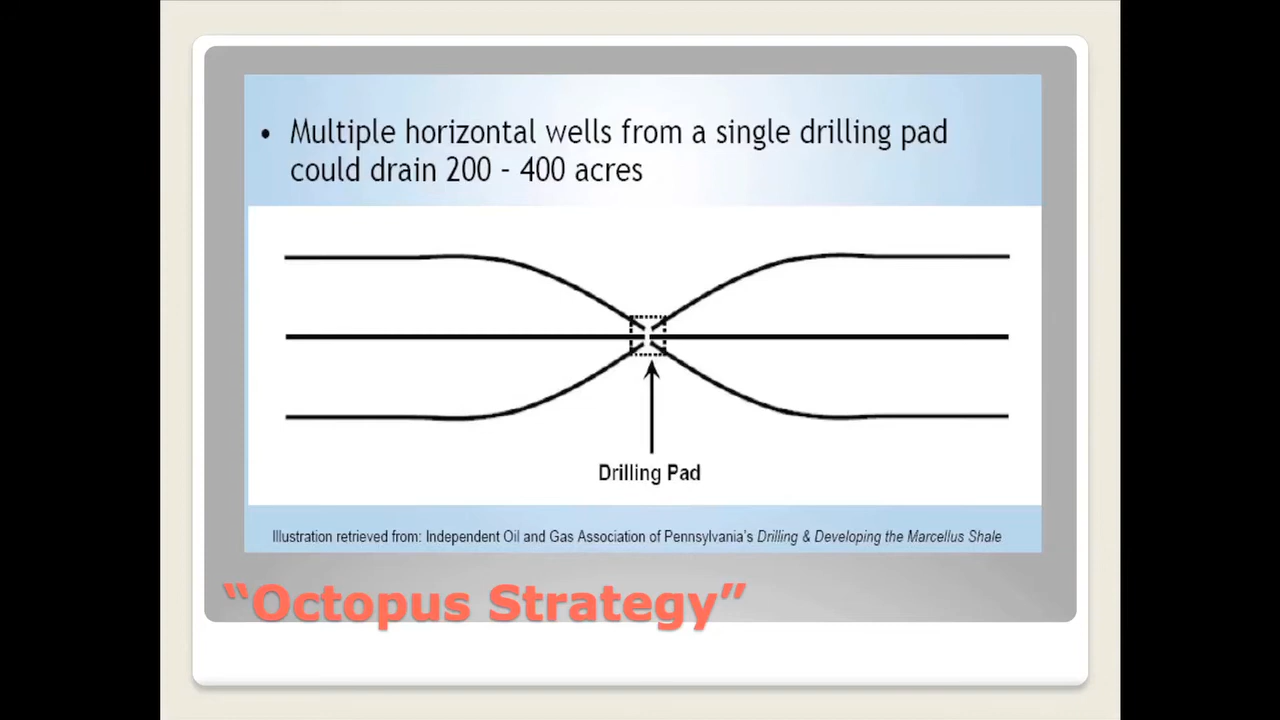 • Multiple horizontal wells from a single drilling pad
could drain 200 - 400 acres
Drilling Pad
Illustration retrieved from: Independent Oil and Gas Association of Pennsylvania's Drilling & Developing the Marcellus Shale
“Octopus Strategy”